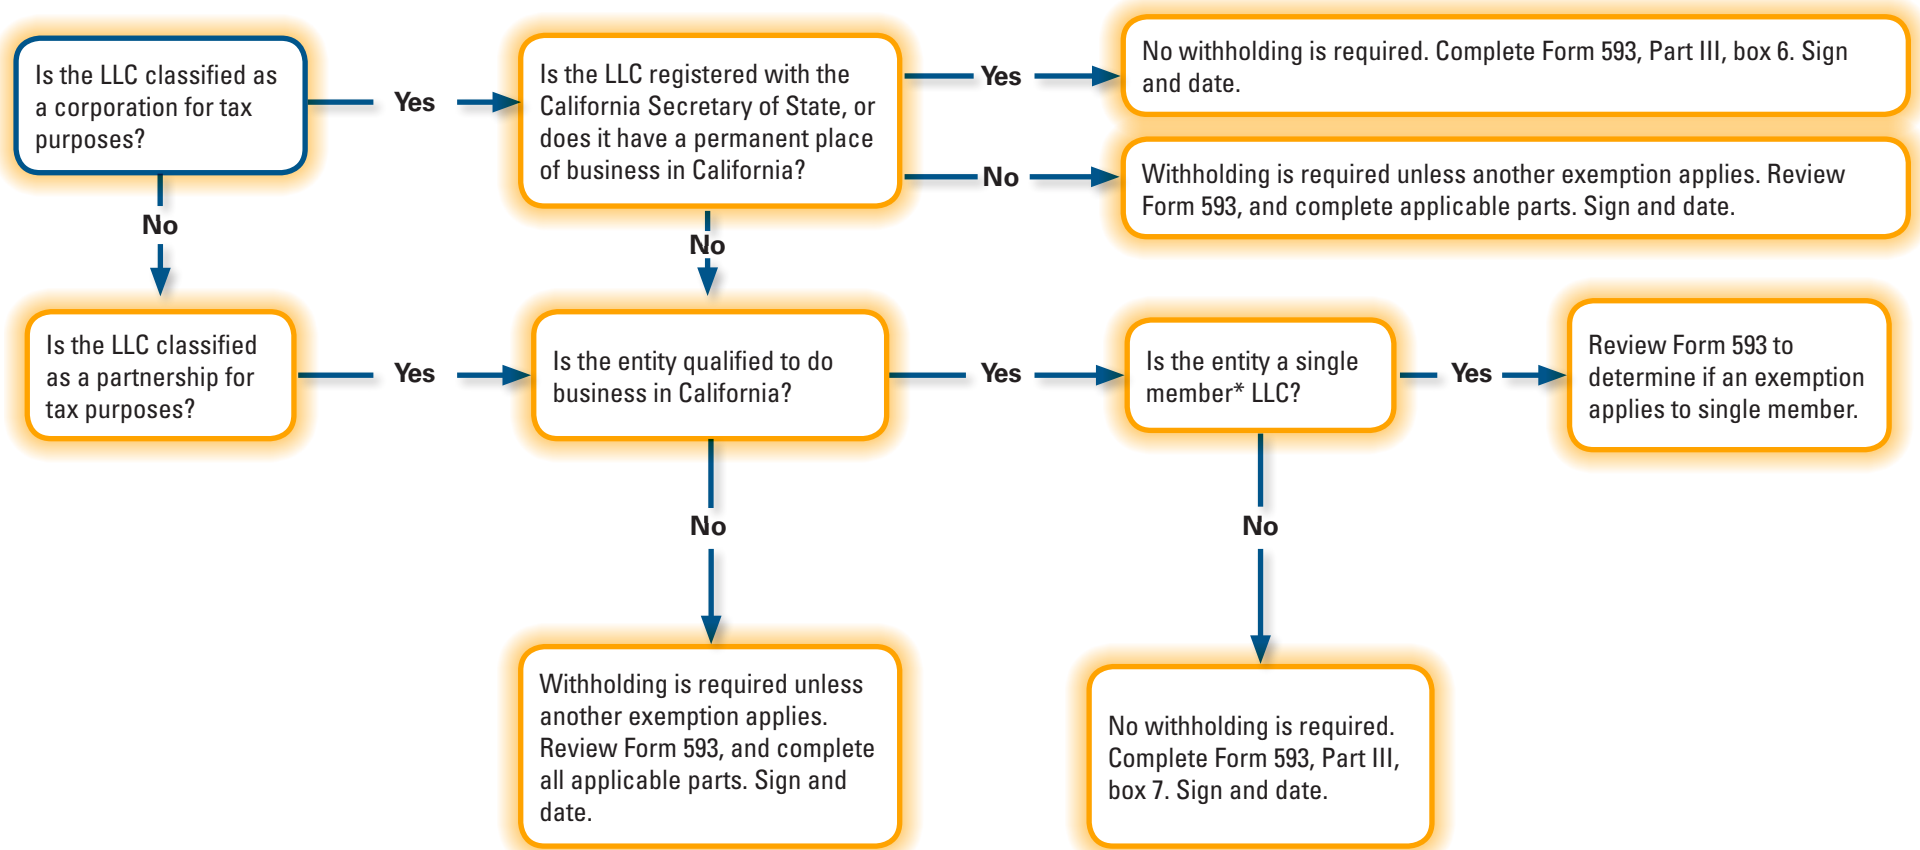 Is the LLC classified as
a corporation for tax
purposes?
Yes
Is the LLC registered with the
California Secretary of State, or
does it have a permanent place
of business in California?
Yes
No withholding is required. Complete Form 593, Part III, box 6. Sign
and date.
No
Withholding is required unless another exemption applies. Review
Form 593, and complete applicable parts. Sign and date.
No
No
Is the LLC classified
as a partnership for
tax purposes?
Yes
Is the entity qualified to do
business in California?
Yes
Is the entity a single
member* LLC?
Yes
Review Form 593 to
determine if an exemption
applies to single member.
No
No
Withholding is required unless
another exemption applies.
Review Form 593, and complete
all applicable parts. Sign and
date.
No withholding is required.
Complete Form 593, Part III,
box 7. Sign and date.